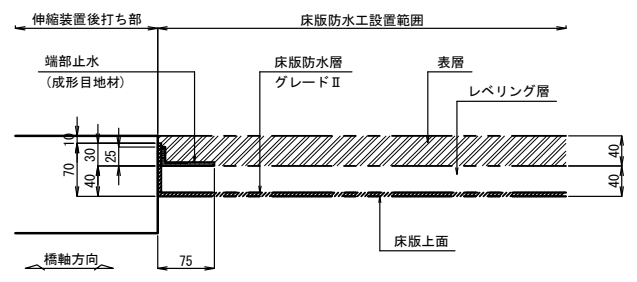 伸縮装置後打ち部
床版防水工設置範囲
端部止水
(成形目地材)
床版防水層
グレードⅡ
表層
レベリング層
10
30
25
70
40
40
40
床版上面
橋軸方向
75